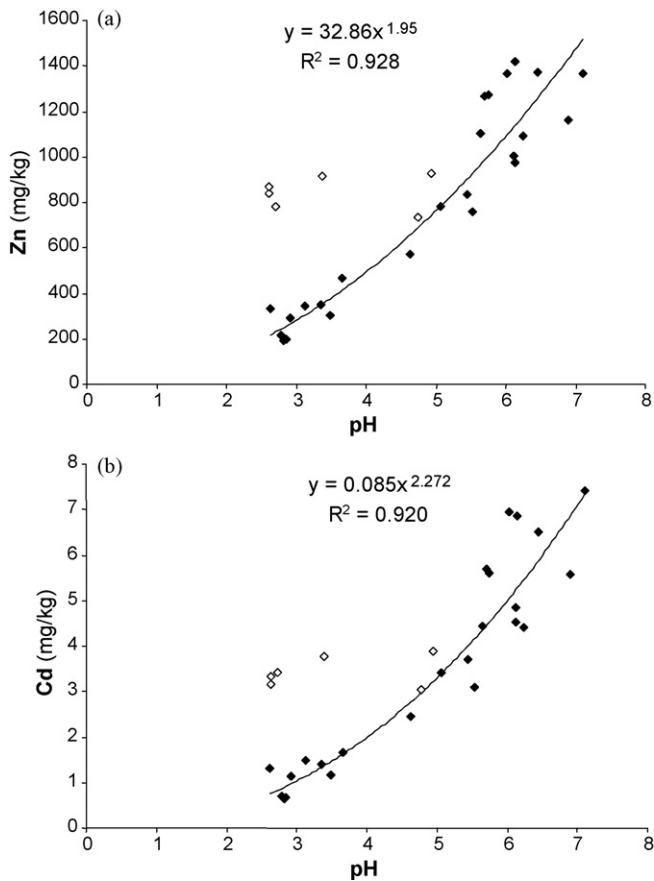 (a)
y = 32.86x^1.95
R² = 0.928
1600
1400
1200
1000
800
600
400
200
0
Zn (mg/kg)
0 1 2 3 4 5 6 7 8
pH
(b)
y = 0.085x^2.272
R² = 0.920
8
7
6
5
4
3
2
1
0
Cd (mg/kg)
0 1 2 3 4 5 6 7 8
pH